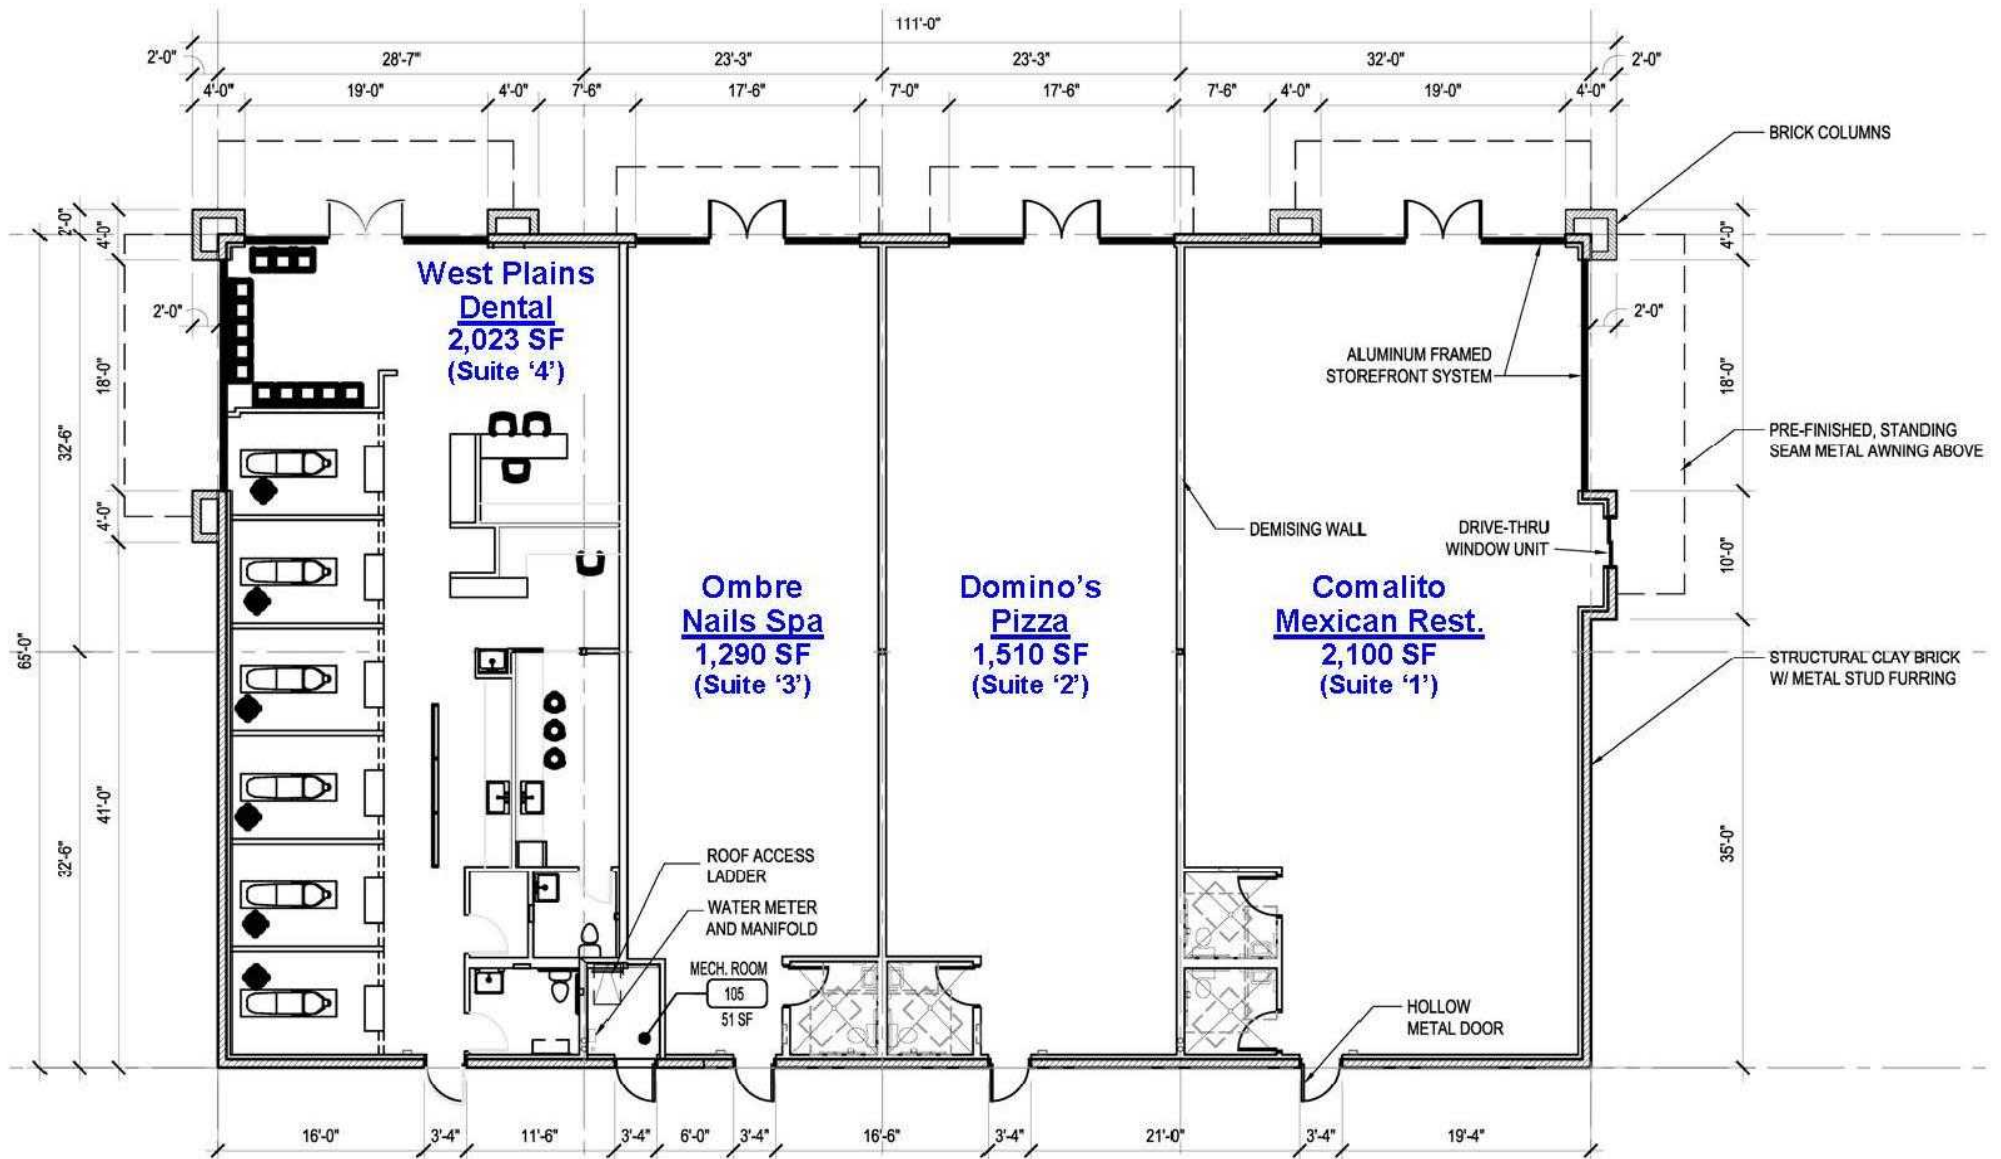 111'-0"
2'-0"
28'-7"
23'-3"
23'-3"
32'-0"
2'-0"
4'-0"
19'-0"
4'-0"
7'-6"
17'-6"
7'-0"
17'-6"
7'-6"
4'-0"
19'-0"
4'-0"
BRICK COLUMNS
2'-0"
4'-0"
4'-0"
West Plains
Dental
2,023 SF
(Suite ‘4’)
2'-0"
2'-0"
ALUMINUM FRAMED
STOREFRONT SYSTEM
18'-0"
18'-0"
32'-6"
PRE-FINISHED, STANDING
SEAM METAL AWNING ABOVE
4'-0"
DEMISING WALL
DRIVE-THRU
WINDOW UNIT
10'-0"
Ombre
Nails Spa
1,290 SF
(Suite ‘3’)
Domino’s
Pizza
1,510 SF
(Suite ‘2’)
Comalito
Mexican Rest.
2,100 SF
(Suite ‘1’)
65'-0"
STRUCTURAL CLAY BRICK
W/ METAL STUD FURRING
41'-0"
32'-6"
35'-0"
ROOF ACCESS
LADDER
WATER METER
AND MANIFOLD
MECH. ROOM
105
51 SF
HOLLOW
METAL DOOR
16'-0"
3'-4"
11'-6"
3'-4"
6'-0"
3'-4"
16'-6"
3'-4"
21'-0"
3'-4"
19'-4"